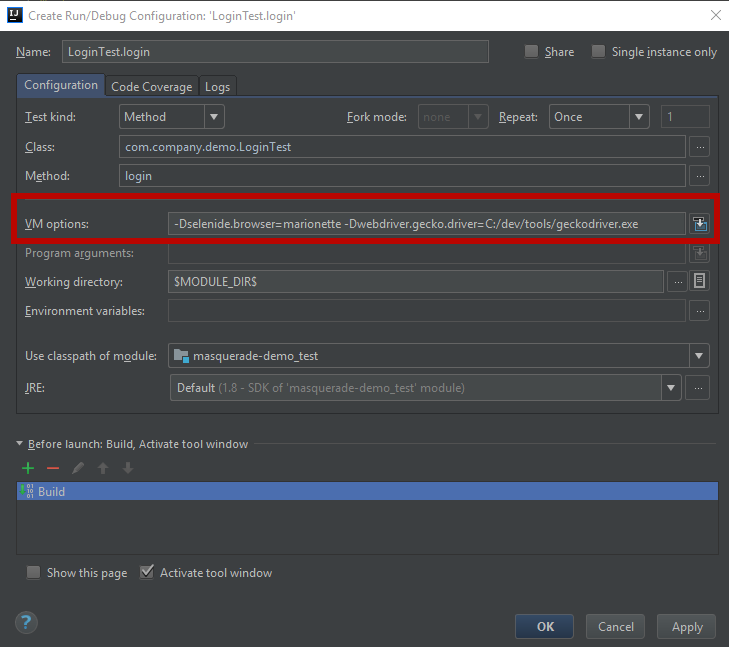 IJ Create Run/Debug Configuration: 'LoginTest.login'
Name: LoginTest.login Share Single instance only
Configuration Code Coverage Logs
Test kind: Method Fork mode: none Repeat: Once 1
Class: com.company.demo.LoginTest ...
Method: login ...
VM options: -Dselenide.browser=marionette -Dwebdriver.gecko.driver=C:/dev/tools/geckodriver.exe
Program arguments:
Working directory: $MODULE_DIR$ ...
Environment variables: ...
Use classpath of module: masquerade-demo_test
JRE: Default (1.8 - SDK of 'masquerade-demo_test' module) ...
Before launch: Build, Activate tool window
Build
Show this page Activate tool window
? OK Cancel Apply